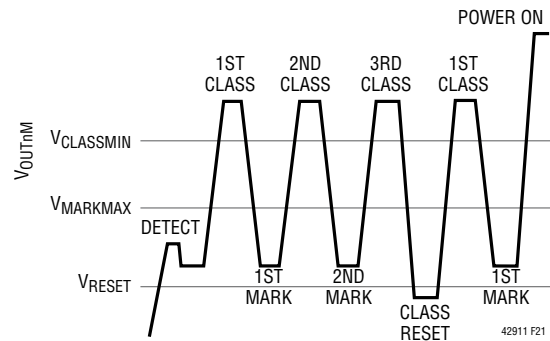 POWER ON
1ST
CLASS
2ND
CLASS
3RD
CLASS
1ST
CLASS
VOUTnM
VCLASSMIN
VMARKMAX
DETECT
VRESET
1ST
MARK
2ND
MARK
CLASS
RESET
1ST
MARK
42911 F21